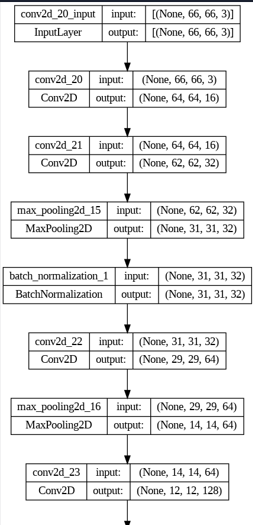 conv2d_20_input input: [(None, 66, 66, 3)]
InputLayer output: [(None, 66, 66, 3)]
conv2d_20 input: (None, 66, 66, 3)
Conv2D output: (None, 64, 64, 16)
conv2d_21 input: (None, 64, 64, 16)
Conv2D output: (None, 62, 62, 32)
max_pooling2d_15 input: (None, 62, 62, 32)
MaxPooling2D output: (None, 31, 31, 32)
batch_normalization_1 input: (None, 31, 31, 32)
BatchNormalization output: (None, 31, 31, 32)
conv2d_22 input: (None, 31, 31, 32)
Conv2D output: (None, 29, 29, 64)
max_pooling2d_16 input: (None, 29, 29, 64)
MaxPooling2D output: (None, 14, 14, 64)
conv2d_23 input: (None, 14, 14, 64)
Conv2D output: (None, 12, 12, 128)